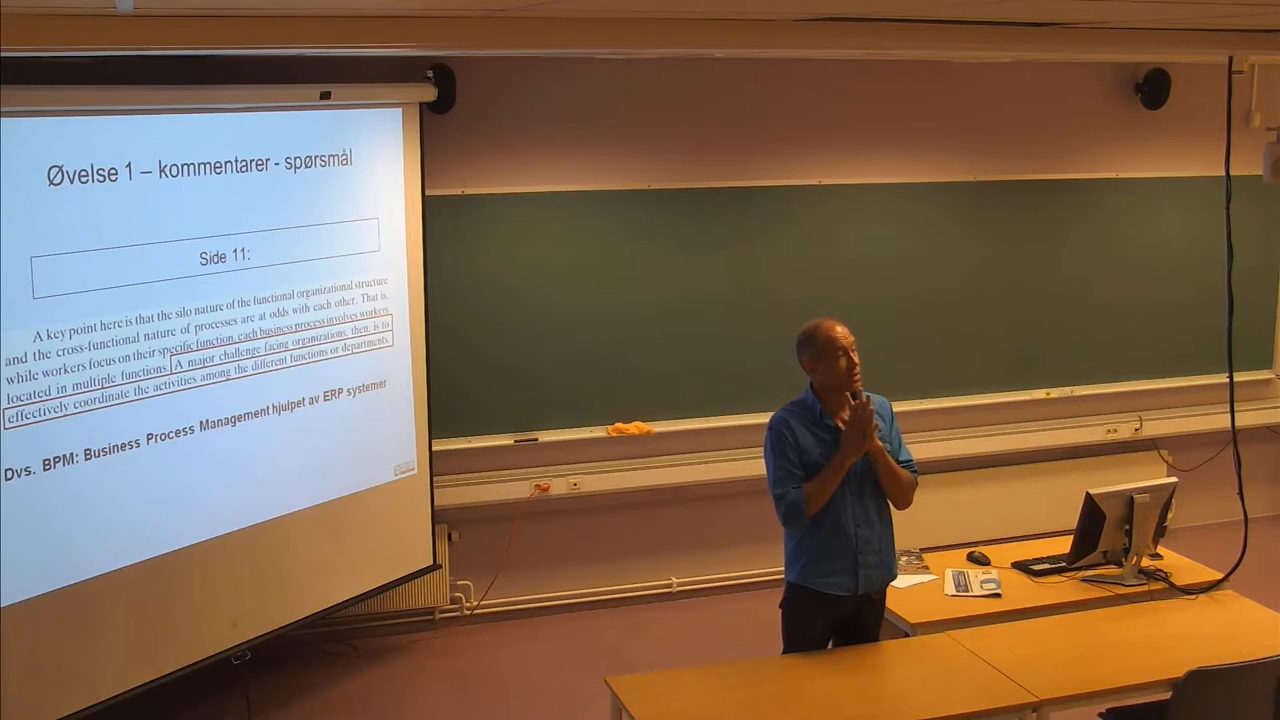 Øvelse 1 – kommentarer - spørsmål
Side 11:
A key point here is that the silo nature of the functional organizational structure
and the cross-functional nature of processes are at odds with each other. That is,
while workers focus on their specific function, each business process involves workers
located in multiple functions. A major challenge facing organizations, then, is to
effectively coordinate the activities among the different functions or departments.
Dvs. BPM: Business Process Management hjulpet av ERP systemer